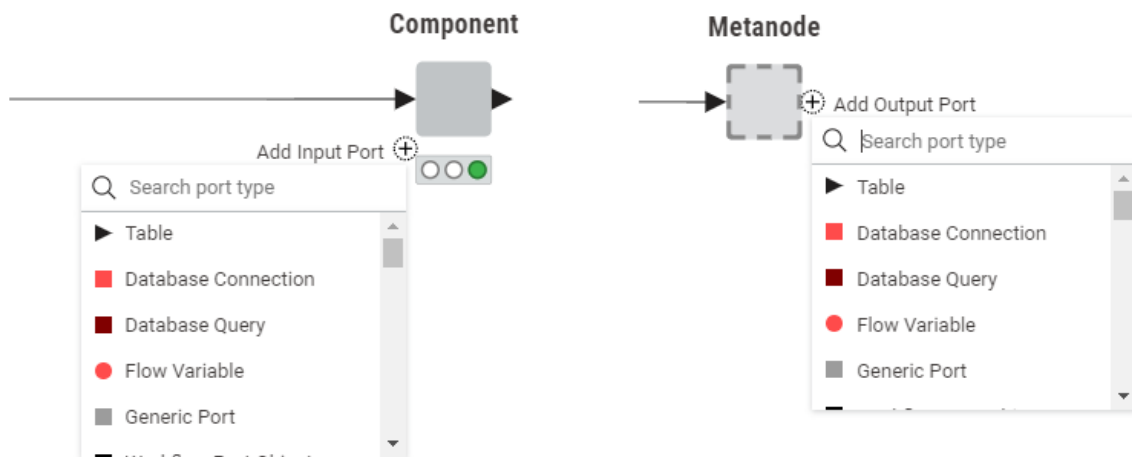 Component
Add Input Port
Search port type
Table
Database Connection
Database Query
Flow Variable
Generic Port
Metanode
Add Output Port
Search port type
Table
Database Connection
Database Query
Flow Variable
Generic Port